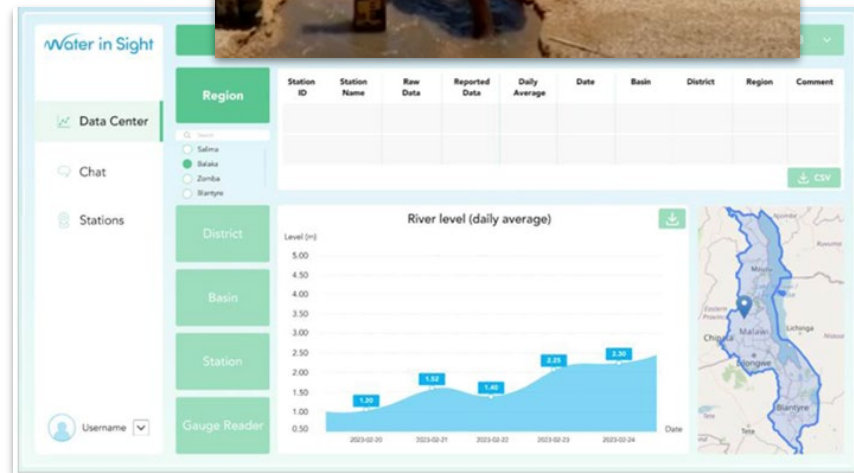 Water in Sight
Data Center
Chat
Stations
Username
Region
Search
Salima
Balaka
Zomba
Blantyre
District
Basin
Station
Gauge Reader
Station ID
Station Name
Raw Data
Reported Data
Daily Average
Date
Basin
District
Region
Comment
CSV
River level (daily average)
Level (m)
5.00
4.50
4.00
3.50
3.00
2.50
2.00
1.50
1.00
0.50
1.20
1.52
1.40
2.25
2.30
2023-02-20
2023-02-21
2023-02-22
2023-02-23
2023-02-24
Date
Njombe
Ruvuma
Eastern
Malawi
Lichinga
Blantyre
Tete
Tete